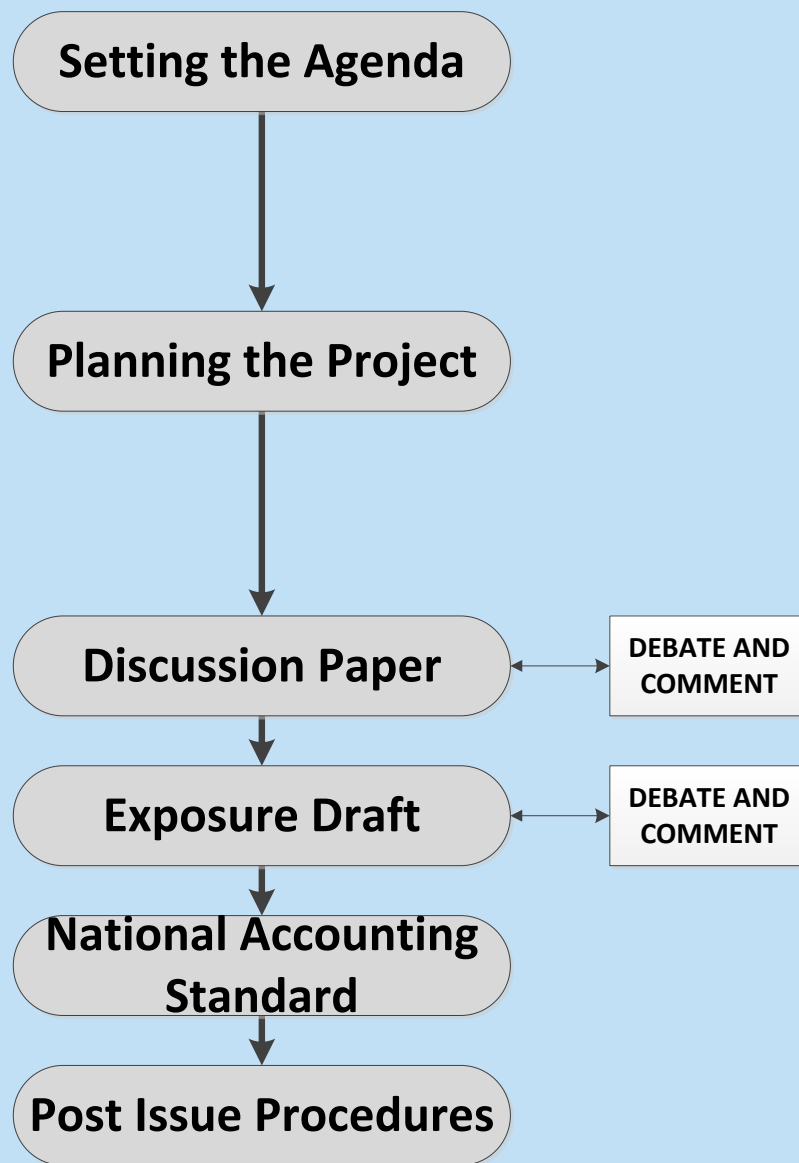 Setting the Agenda
Planning the Project
Discussion Paper
DEBATE AND
COMMENT
Exposure Draft
DEBATE AND
COMMENT
National Accounting
Standard
Post Issue Procedures